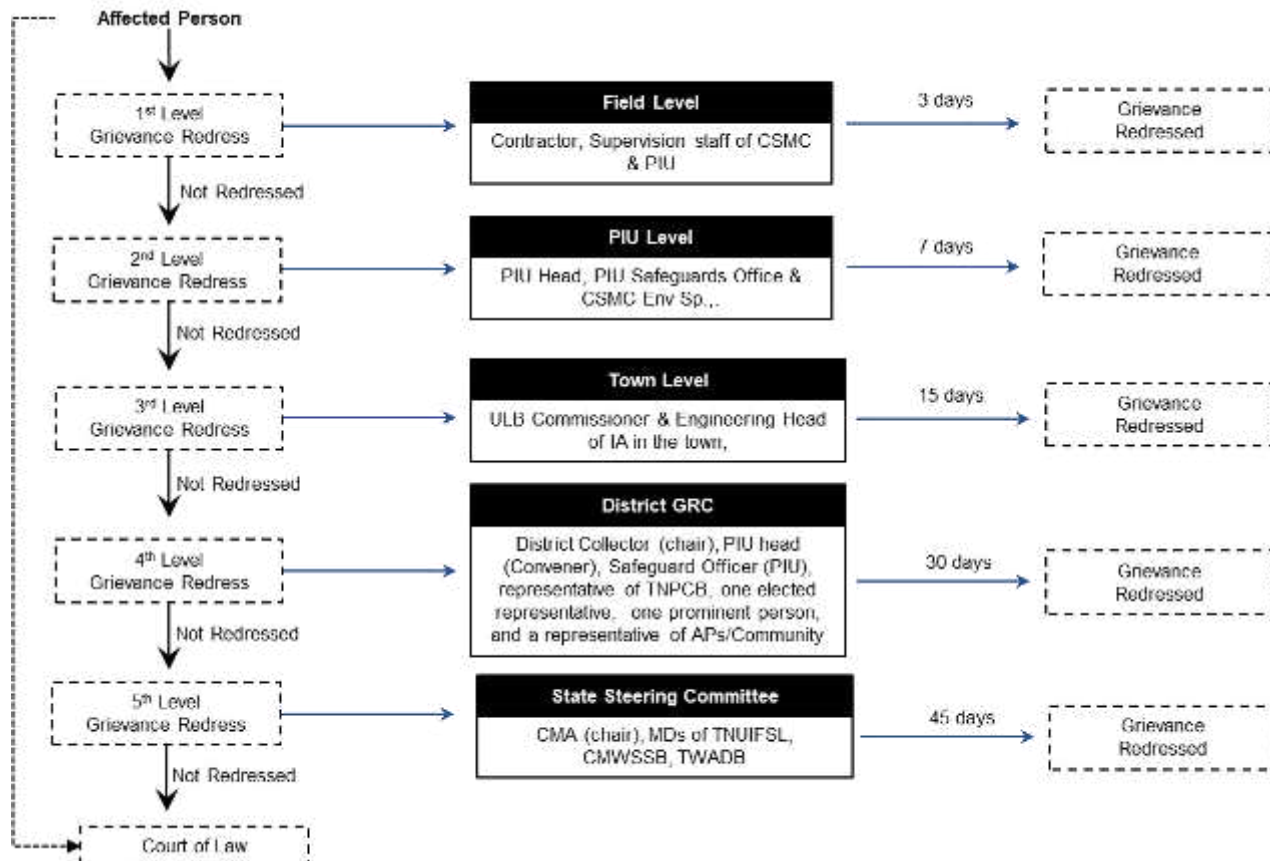 Affected Person
1st Level
Grievance Redress
Field Level
Contractor, Supervision staff of CSMC
& PIU
3 days
Grievance
Redressed
Not Redressed
2nd Level
Grievance Redress
PIU Level
PIU Head, PIU Safeguards Office &
CSMC Env Sp.,.
7 days
Grievance
Redressed
Not Redressed
3rd Level
Grievance Redress
Town Level
ULB Commissioner & Engineering Head
of IA in the town,
15 days
Grievance
Redressed
Not Redressed
4th Level
Grievance Redress
District GRC
District Collector (chair), PIU head
(Convener), Safeguard Officer (PIU),
representative of TNPCB, one elected
representative, one prominent person,
and a representative of APs/Community
30 days
Grievance
Redressed
Not Redressed
5th Level
Grievance Redress
State Steering Committee
CMA (chair), MDs of TNUIFSL,
CMWSSB, TWADB
45 days
Grievance
Redressed
Not Redressed
Court of Law